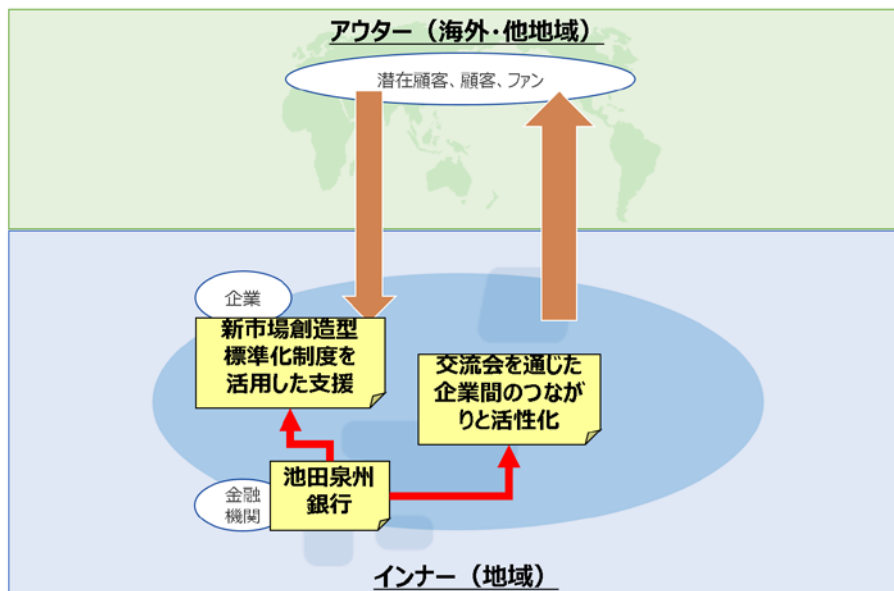 アウター（海外・他地域）
潜在顧客、顧客、ファン
企業
新市場創造型
標準化制度を
活用した支援
交流会を通じた
企業間のつなが
りと活性化
池田泉州
銀行
金融
機関
インナー（地域）